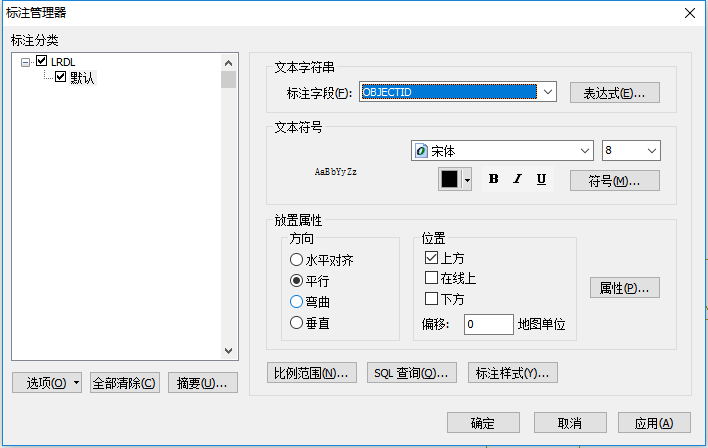 标注管理器
标注分类
LRDL
默认
选项(O)
全部清除(C)
摘要(U)...
文本字符串
标注字段(F):
OBJECTID
表达式(E)...
文本符号
AaBbYyZz
宋体
8
B I U
符号(M)...
放置属性
方向
水平对齐
平行
弯曲
垂直
位置
上方
在线上
下方
偏移: 0 地图单位
属性(P)...
比例范围(N)...
SQL 查询(Q)...
标注样式(Y)...
确定
取消
应用(A)